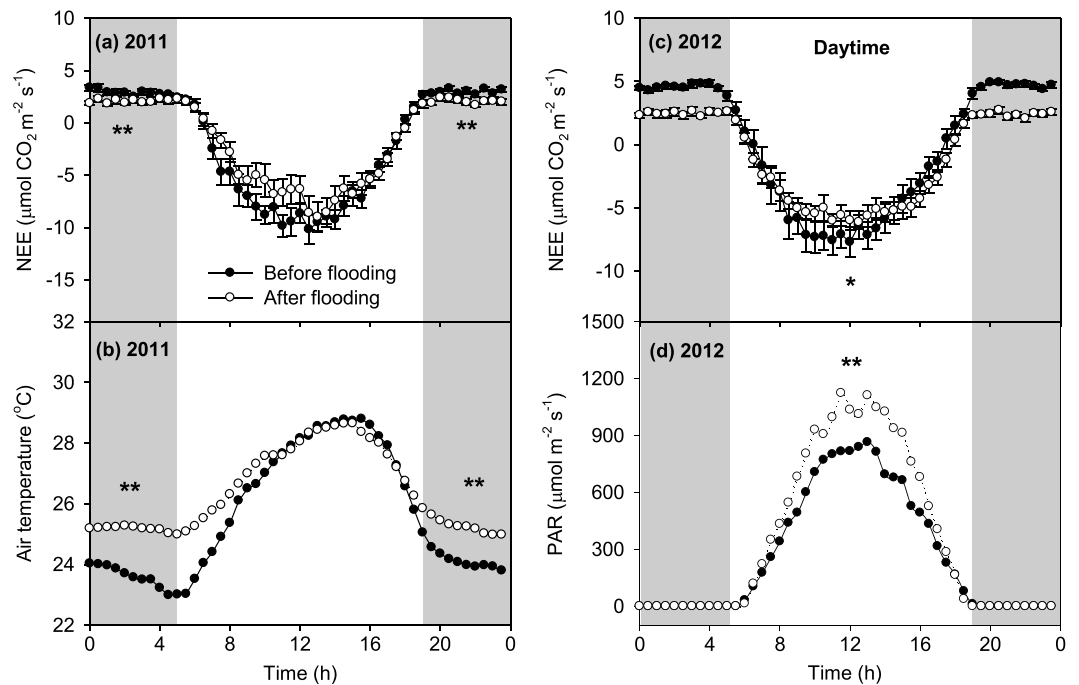 (a) 2011
10
5
0
-5
-10
-15
32
NEE (μmol CO2 m-2 s-1)
**
**
Before flooding
After flooding
(c) 2012
Daytime
10
5
0
-5
-10
1500
NEE (μmol CO2 m-2 s-1)
*
(b) 2011
30
28
26
24
22
Air temperature (oC)
**
**
0 4 8 12 16 20 0
Time (h)
(d) 2012
**
1200
900
600
300
0
PAR (μmol m-2 s-1)
0 4 8 12 16 20 0
Time (h)